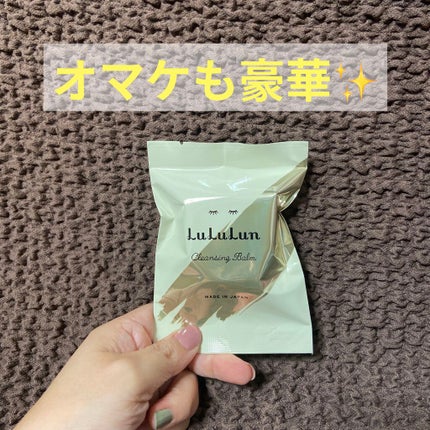 オマケも豪華✨
LuLuLun
Cleansing Balm
MADE IN JAPAN